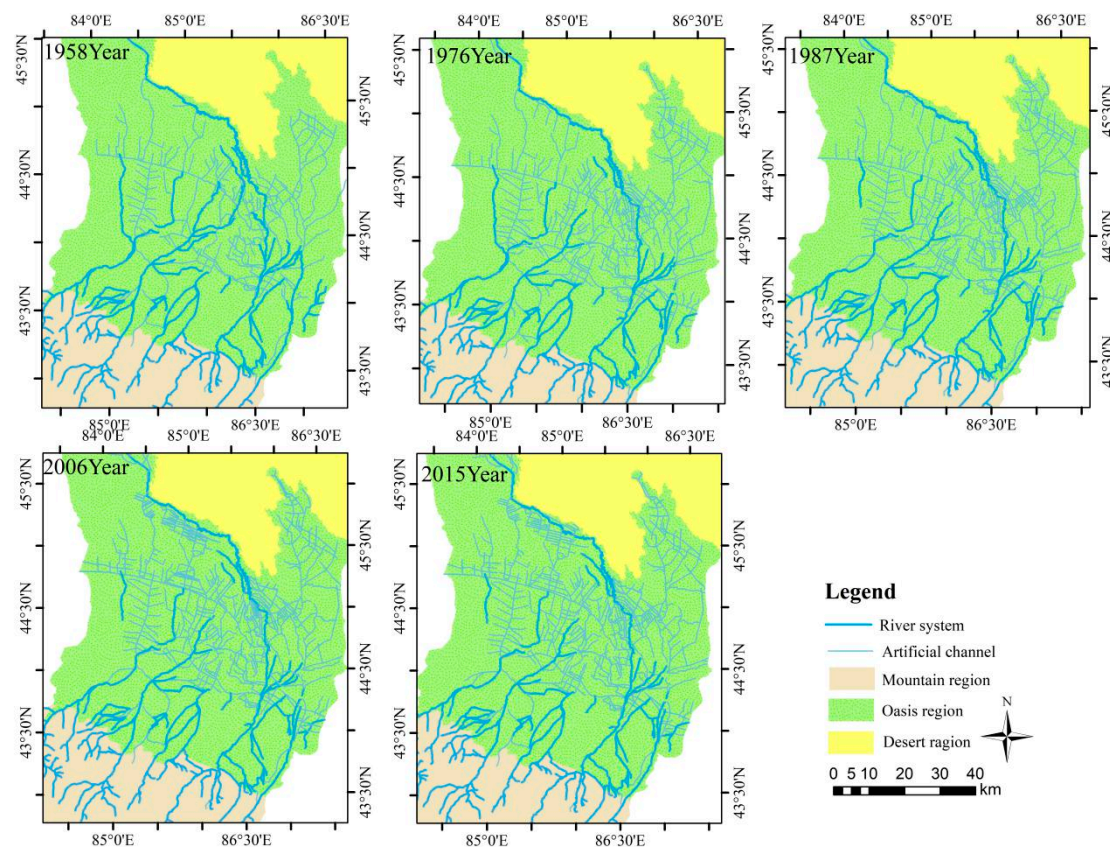 84°0'E 85°0'E 86°30'E
84°0'E 85°0'E 86°30'E
84°0'E 85°0'E 86°30'E
1958Year
1976Year
1987Year
45°30'N
44°30'N
43°30'N
45°30'N
44°30'N
43°30'N
45°30'N
44°30'N
43°30'N
45°30'N
44°30'N
43°30'N
45°30'N
44°30'N
43°30'N
45°30'N
44°30'N
43°30'N
85°0'E 86°30'E
85°0'E 86°30'E
85°0'E 86°30'E
84°0'E 85°0'E 86°30'E
84°0'E 85°0'E 86°30'E
2006Year
2015Year
45°30'N
44°30'N
43°30'N
45°30'N
44°30'N
43°30'N
45°30'N
44°30'N
43°30'N
45°30'N
44°30'N
43°30'N
85°0'E 86°30'E
85°0'E 86°30'E
Legend
River system
Artificial channel
Mountain region
Oasis region
Desert ragion
N
0 5 10 20 30 40
km